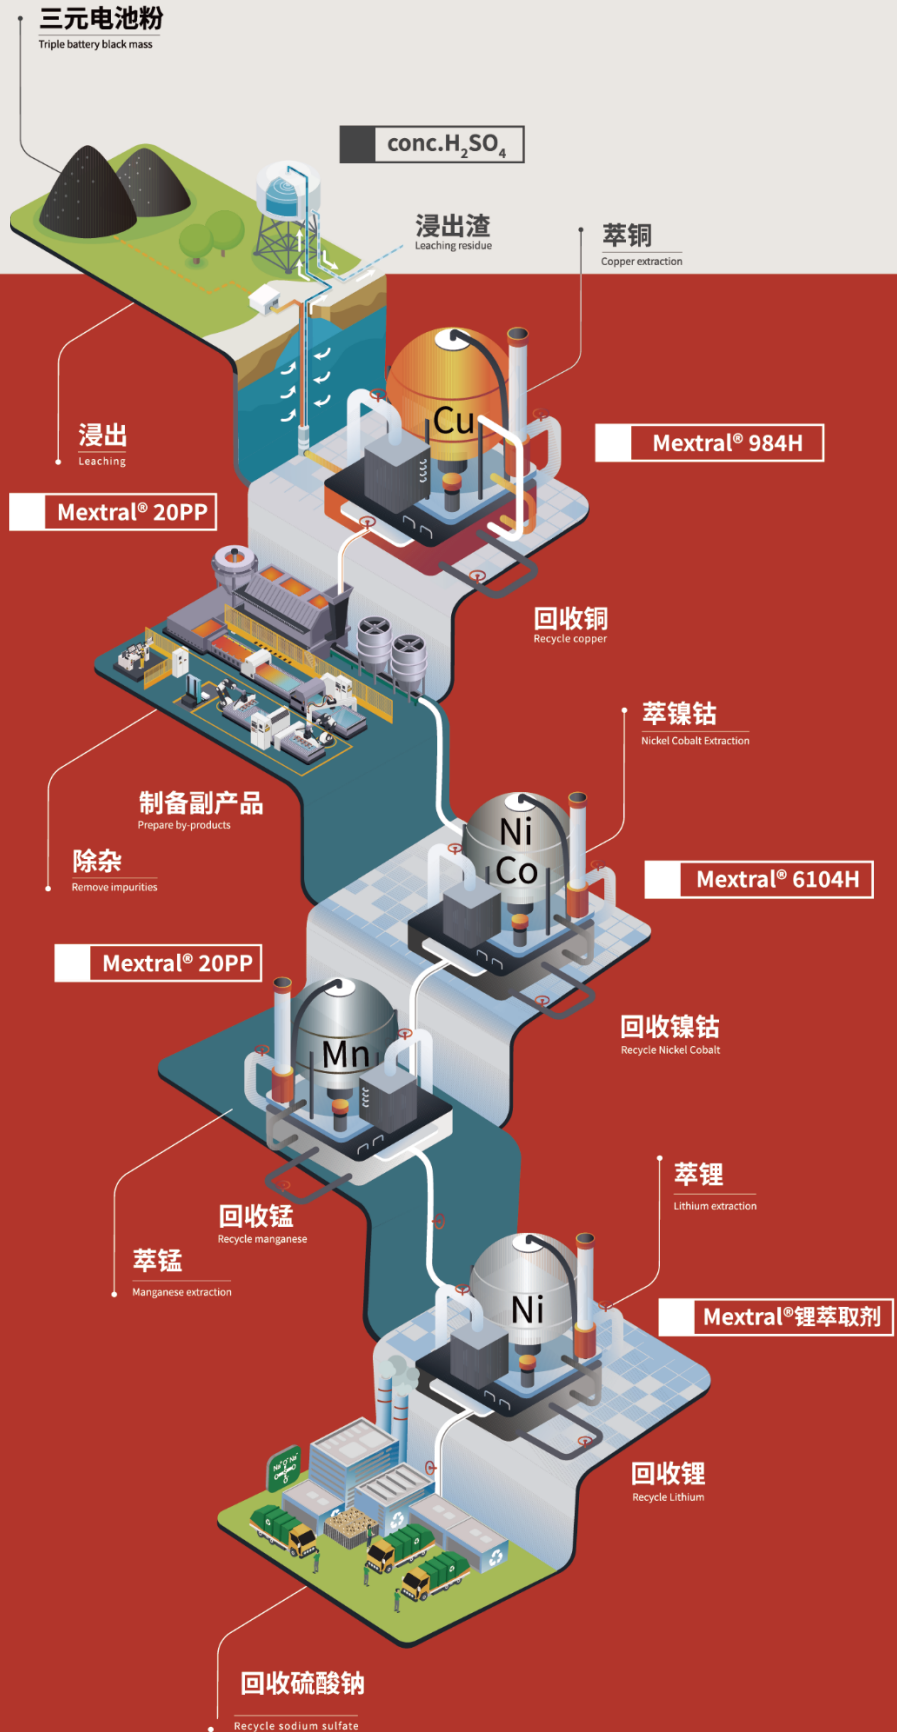 三元电池粉
Triple battery black mass
conc.H₂SO₄
浸出渣
Leaching residue
萃铜
Copper extraction
Cu
浸出
Leaching
Mextral® 984H
Mextral® 20PP
回收铜
Recycle copper
萃镍钴
Nickel Cobalt Extraction
制备副产品
Prepare by-products
Ni
Co
除杂
Remove impurities
Mextral® 6104H
Mextral® 20PP
回收镍钴
Recycle Nickel Cobalt
Mn
萃锂
Lithium extraction
回收锰
Recycle manganese
萃锰
Manganese extraction
Ni
Mextral®锂萃取剂
回收锂
Recycle Lithium
回收硫酸钠
Recycle sodium sulfate